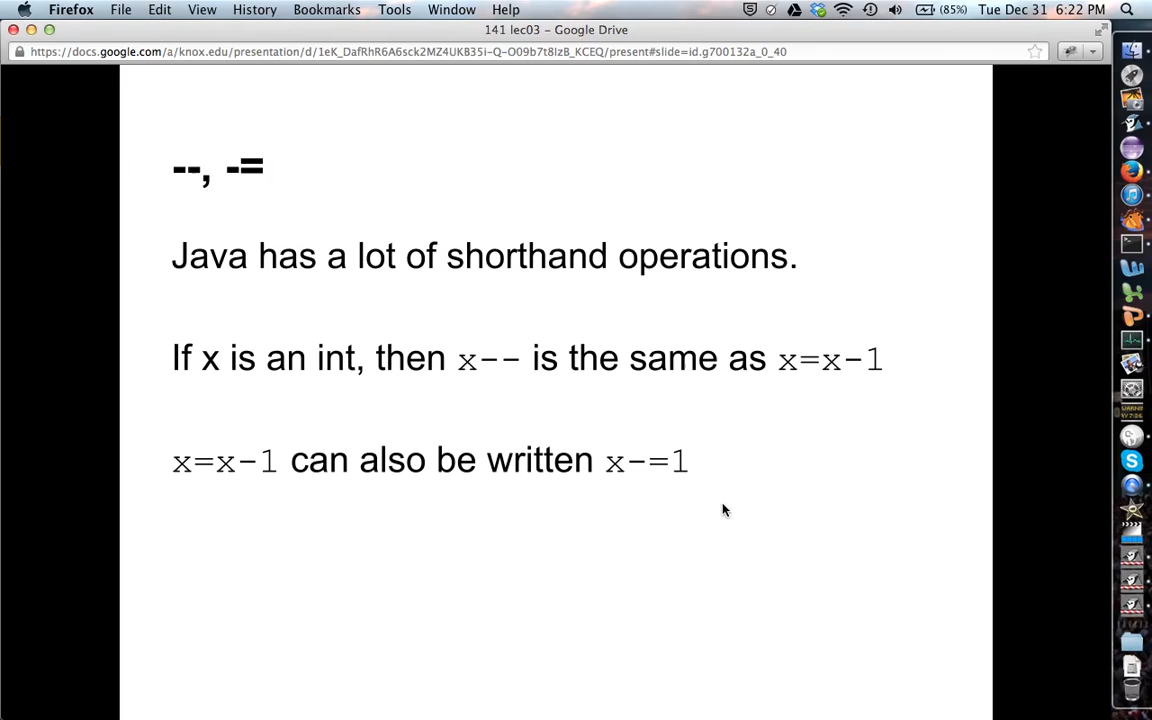 Firefox File Edit View History Bookmarks Tools Window Help (85%) Tue Dec 31 6:22 PM
141 lec03 – Google Drive
https://docs.google.com/a/knox.edu/presentation/d/1eK_DafRhR6A6sck2MZ4UKB35i-Q-O09b7t8lzB_KCEQ/present#slide=id.g700132a_0_40
--, -=
Java has a lot of shorthand operations.
If x is an int, then x-- is the same as x=x-1
x=x-1 can also be written x-=1